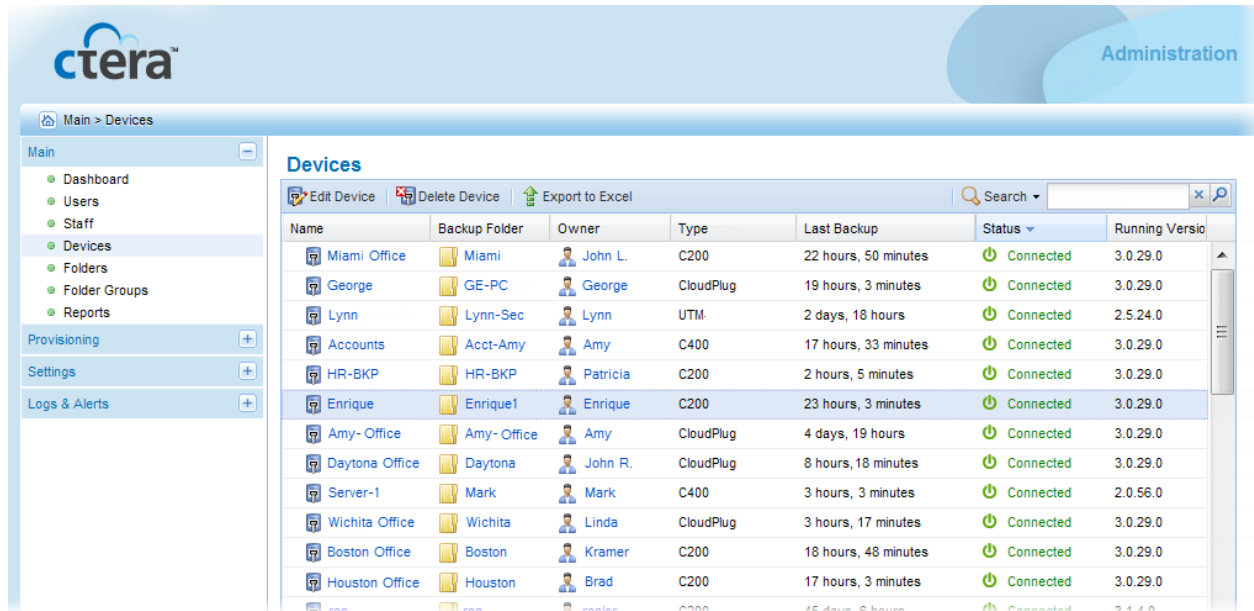 ctera™
Administration
Main > Devices
Main
Dashboard
Users
Staff
Devices
Folders
Folder Groups
Reports
Provisioning
Settings
Logs & Alerts
Devices
Edit Device Delete Device Export to Excel Search
Name Backup Folder Owner Type Last Backup Status Running Versio
Miami Office Miami John L. C200 22 hours, 50 minutes Connected 3.0.29.0
George GE-PC George CloudPlug 19 hours, 3 minutes Connected 3.0.29.0
Lynn Lynn-Sec Lynn UTM 2 days, 18 hours Connected 2.5.24.0
Accounts Acct-Amy Amy C400 17 hours, 33 minutes Connected 3.0.29.0
HR-BKP HR-BKP Patricia C200 2 hours, 5 minutes Connected 3.0.29.0
Enrique Enrique1 Enrique C200 23 hours, 3 minutes Connected 3.0.29.0
Amy- Office Amy- Office Amy CloudPlug 4 days, 19 hours Connected 3.0.29.0
Daytona Office Daytona John R. CloudPlug 8 hours, 18 minutes Connected 3.0.29.0
Server-1 Mark Mark C400 3 hours, 3 minutes Connected 2.0.56.0
Wichita Office Wichita Linda CloudPlug 3 hours, 17 minutes Connected 3.0.29.0
Boston Office Boston Kramer C200 18 hours, 48 minutes Connected 3.0.29.0
Houston Office Houston Brad C200 17 hours, 3 minutes Connected 3.0.29.0
C200 Connected